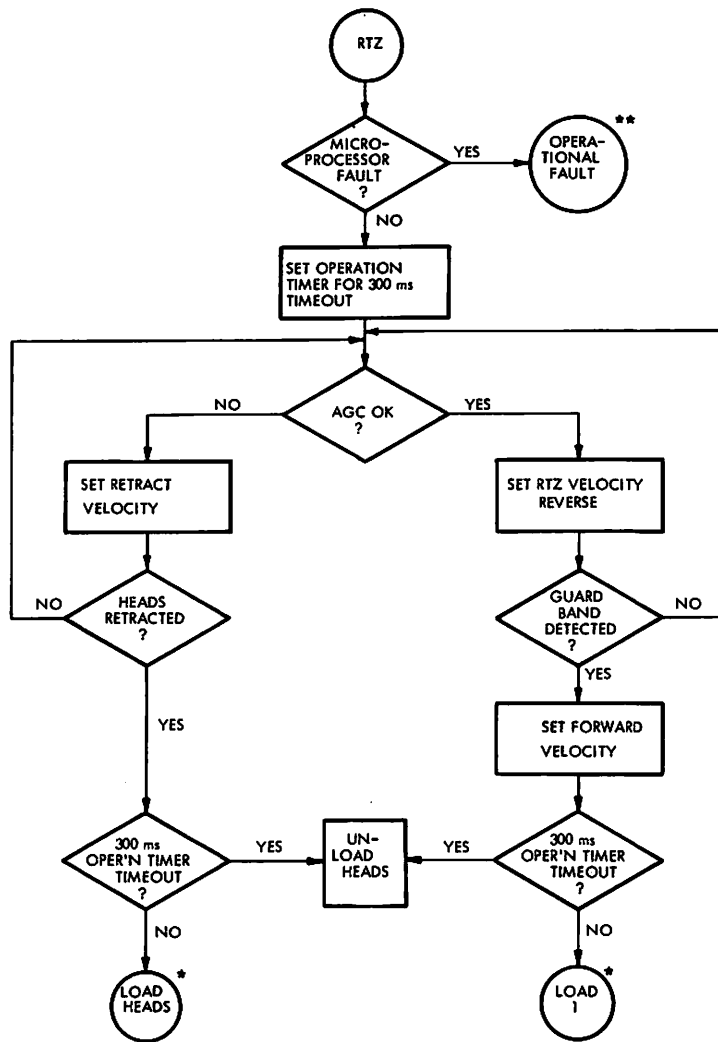 RTZ
MICRO-
PROCESSOR
FAULT
?
YES
**
OPERA-
TIONAL
FAULT
NO
SET OPERATION
TIMER FOR 300 ms
TIMEOUT
NO
AGC OK
?
YES
SET RETRACT
VELOCITY
SET RTZ VELOCITY
REVERSE
NO
HEADS
RETRACTED
?
GUARD
BAND
DETECTED
?
NO
YES
YES
SET FORWARD
VELOCITY
300 ms
OPER'N TIMER
TIMEOUT
?
YES
UN-
LOAD
HEADS
YES
300 ms
OPER'N TIMER
TIMEOUT
?
NO
NO
*
LOAD
HEADS
*
LOAD
1